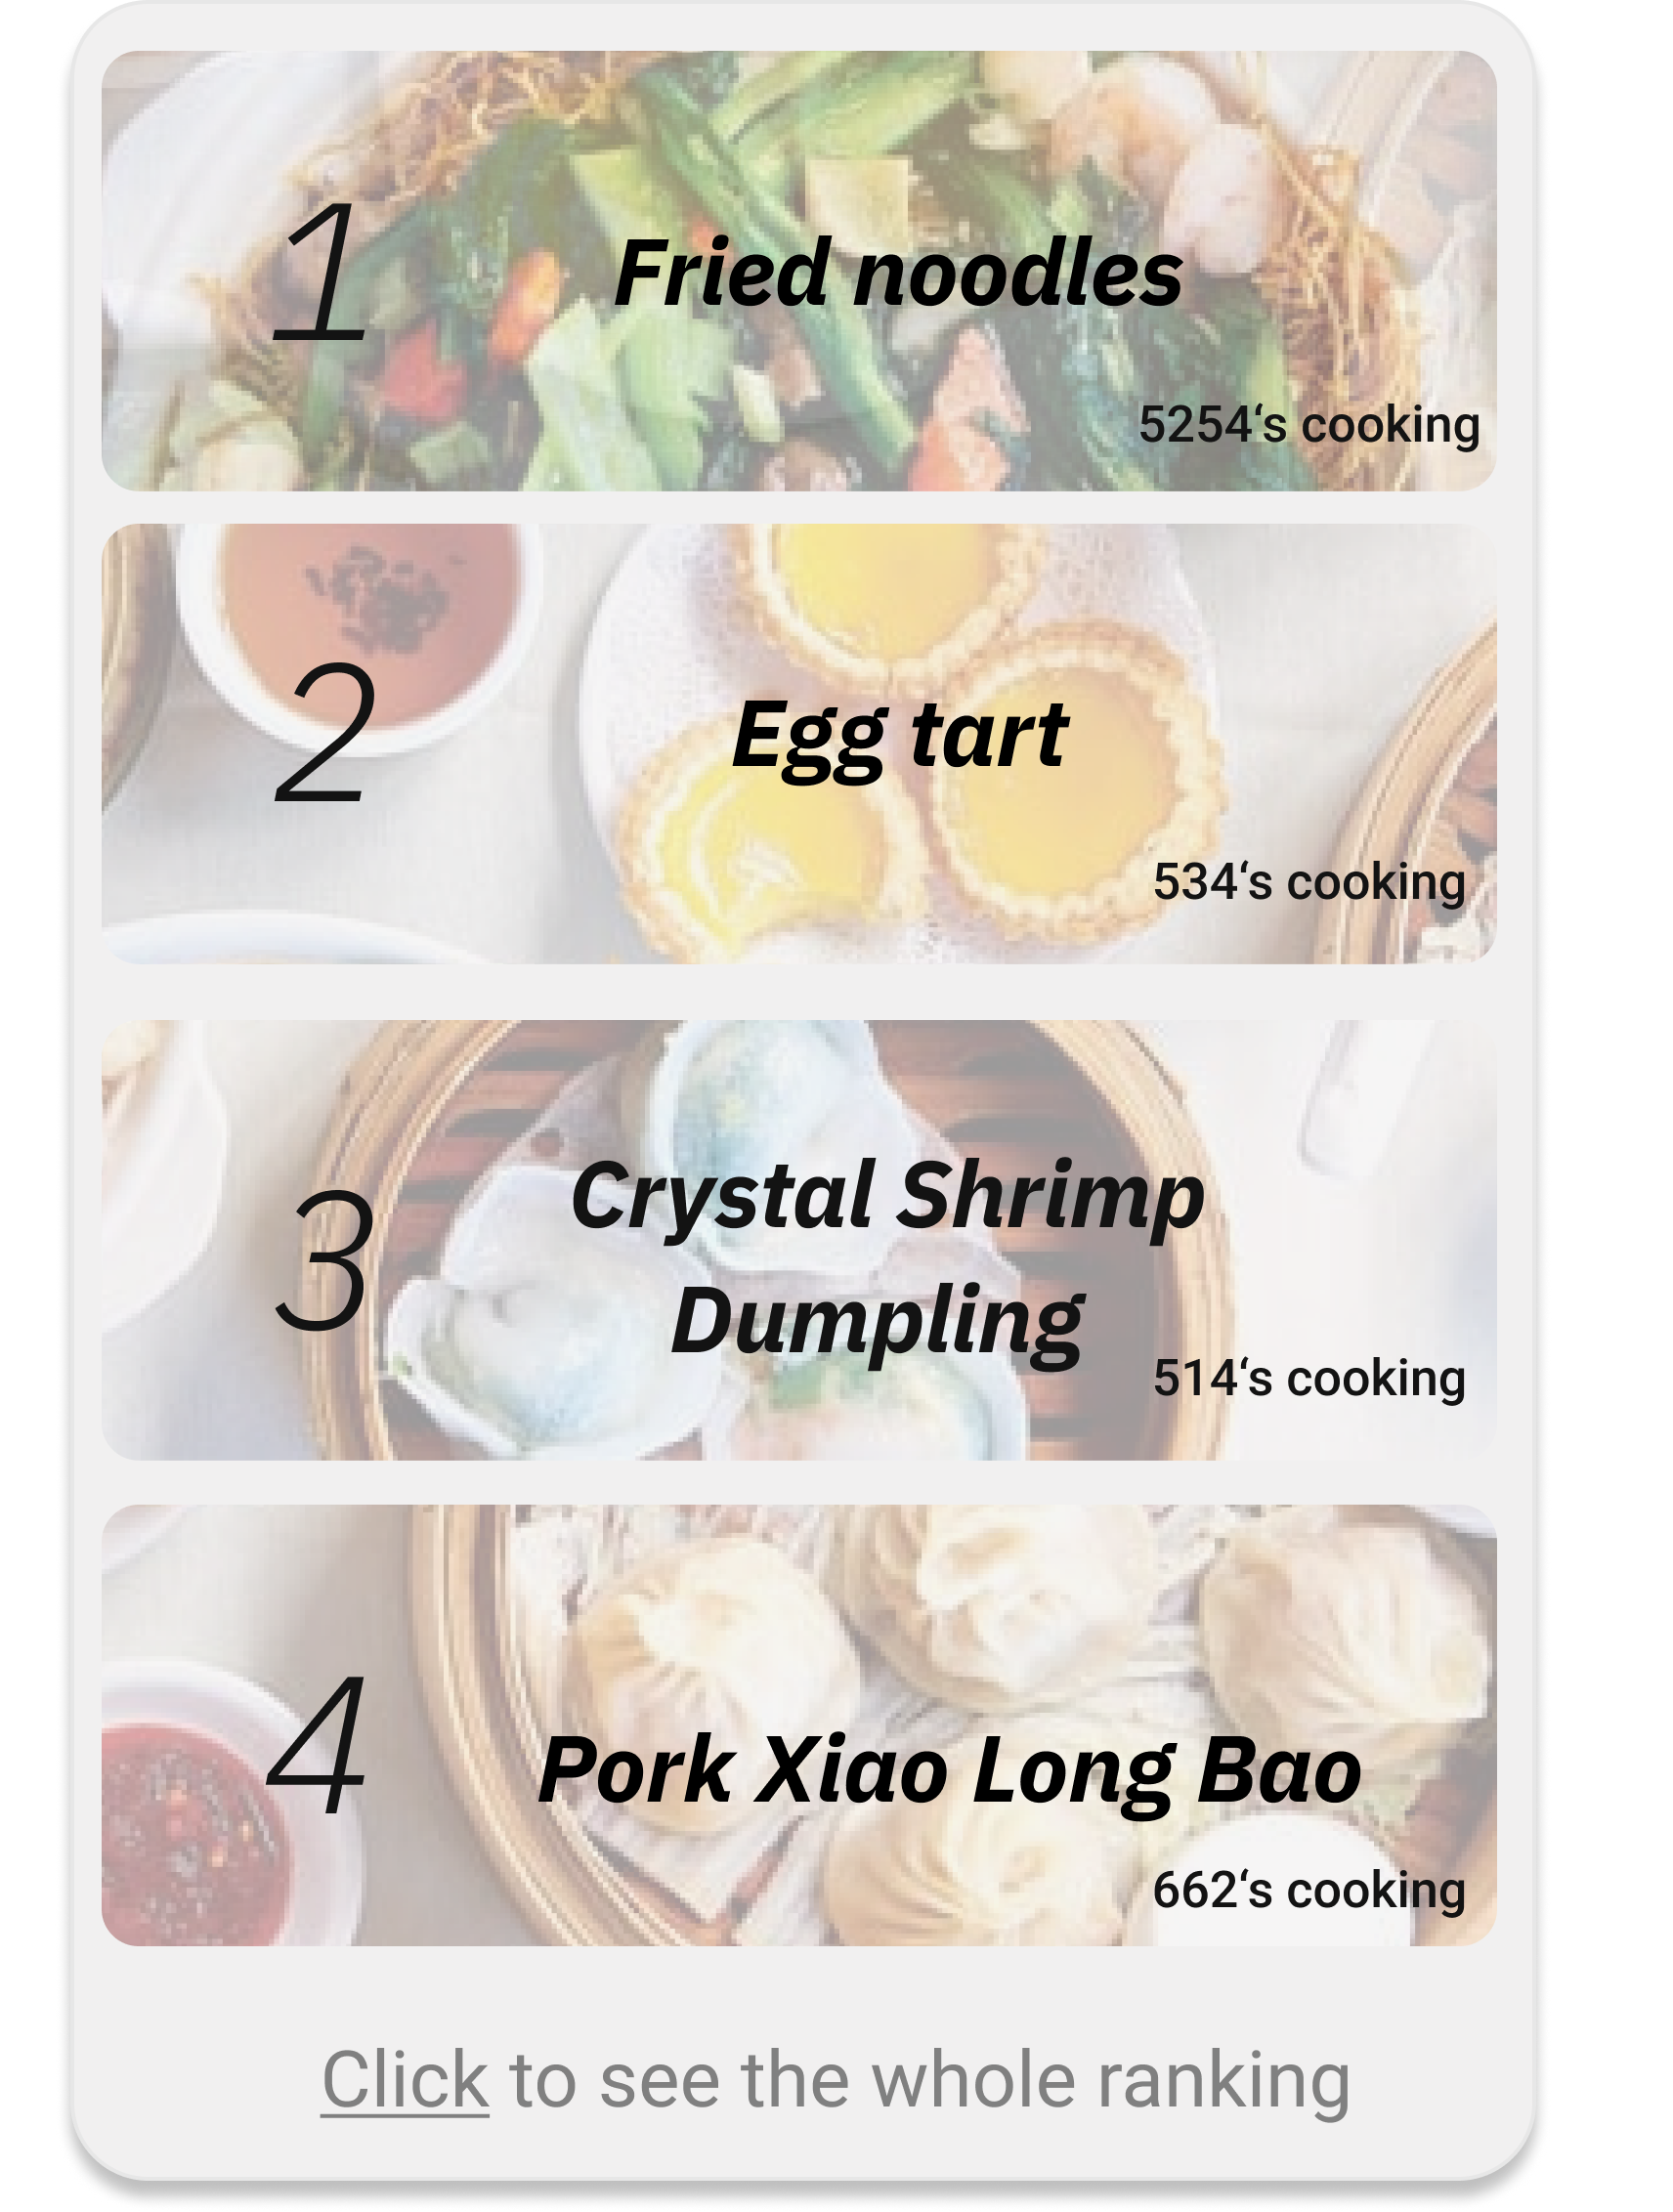 1
Fried noodles
5254‘s cooking
2
Egg tart
534‘s cooking
3
Crystal Shrimp
Dumpling
514‘s cooking
4
Pork Xiao Long Bao
662‘s cooking
Click to see the whole ranking